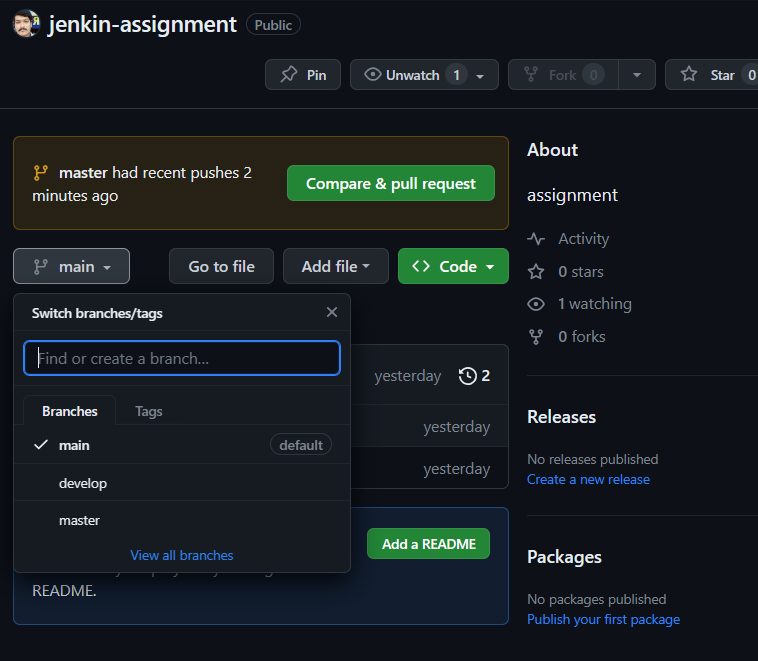 jenkin-assignment Public
Pin
Unwatch 1
Fork 0
Star 0
master had recent pushes 2
minutes ago
Compare & pull request
main
Go to file
Add file
Code
Switch branches/tags
Find or create a branch...
Branches
Tags
main default
develop
master
View all branches
yesterday 2
yesterday
yesterday
Add a README
README.
About
assignment
Activity
0 stars
1 watching
0 forks
Releases
No releases published
Create a new release
Packages
No packages published
Publish your first package